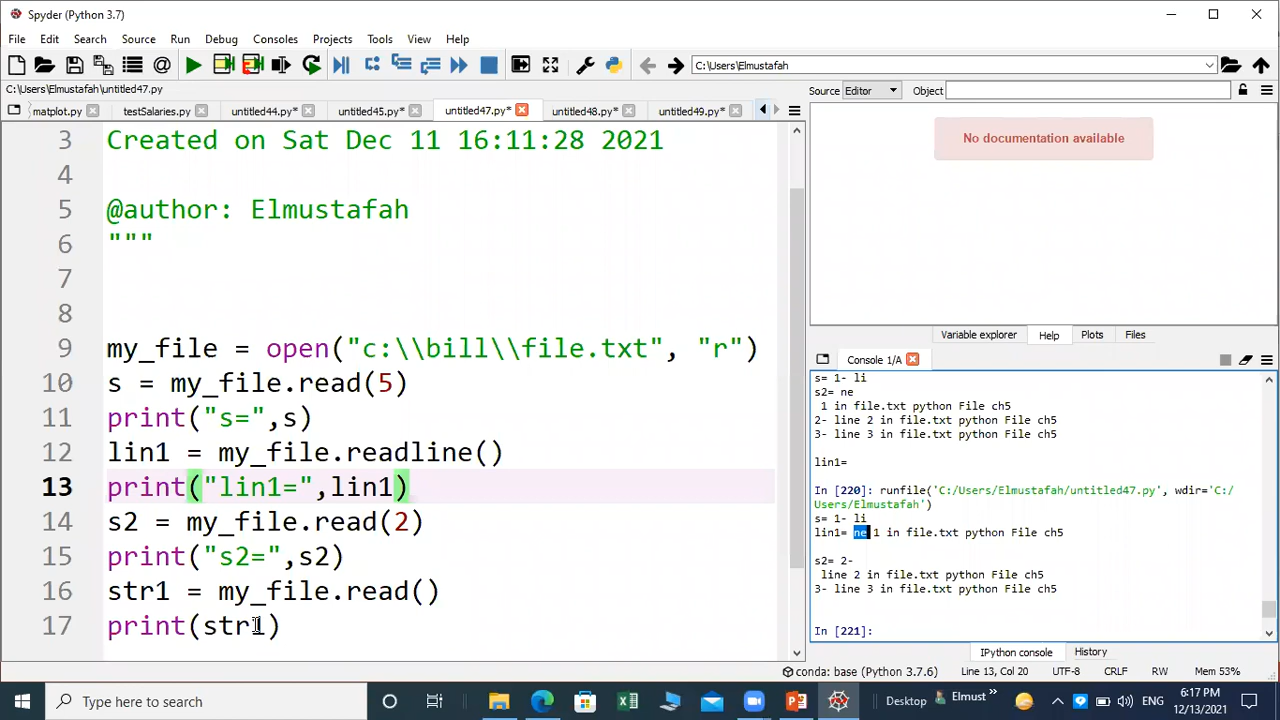 Spyder (Python 3.7)
File Edit Search Source Run Debug Consoles Projects Tools View Help
C:\Users\Elmustafah
C:\Users\Elmustafah\untitled47.py
matplot.py testSalaries.py untitled44.py* untitled45.py* untitled47.py* untitled48.py* untitled49.py*
3 Created on Sat Dec 11 16:11:28 2021
4
5 @author: Elmustafah
6 """
7
8
9 my_file = open("c:\\bill\\file.txt", "r")
10 s = my_file.read(5)
11 print("s=",s)
12 lin1 = my_file.readline()
13 print("lin1=",lin1)
14 s2 = my_file.read(2)
15 print("s2=",s2)
16 str1 = my_file.read()
17 print(str1)
Source Editor Object
No documentation available
Variable explorer Help Plots Files
Console 1/A
s= 1- li
s2= ne
1 in file.txt python File ch5
2- line 2 in file.txt python File ch5
3- line 3 in file.txt python File ch5
lin1=
In [220]: runfile('C:/Users/Elmustafah/untitled47.py', wdir='C:/
Users/Elmustafah')
s= 1- li
lin1= ne 1 in file.txt python File ch5
s2= 2-
line 2 in file.txt python File ch5
3- line 3 in file.txt python File ch5
In [221]:
IPython console History
conda: base (Python 3.7.6) Line 13, Col 20 UTF-8 CRLF RW Mem 53%
Type here to search
Desktop Elmust » ENG 6:17 PM
12/13/2021